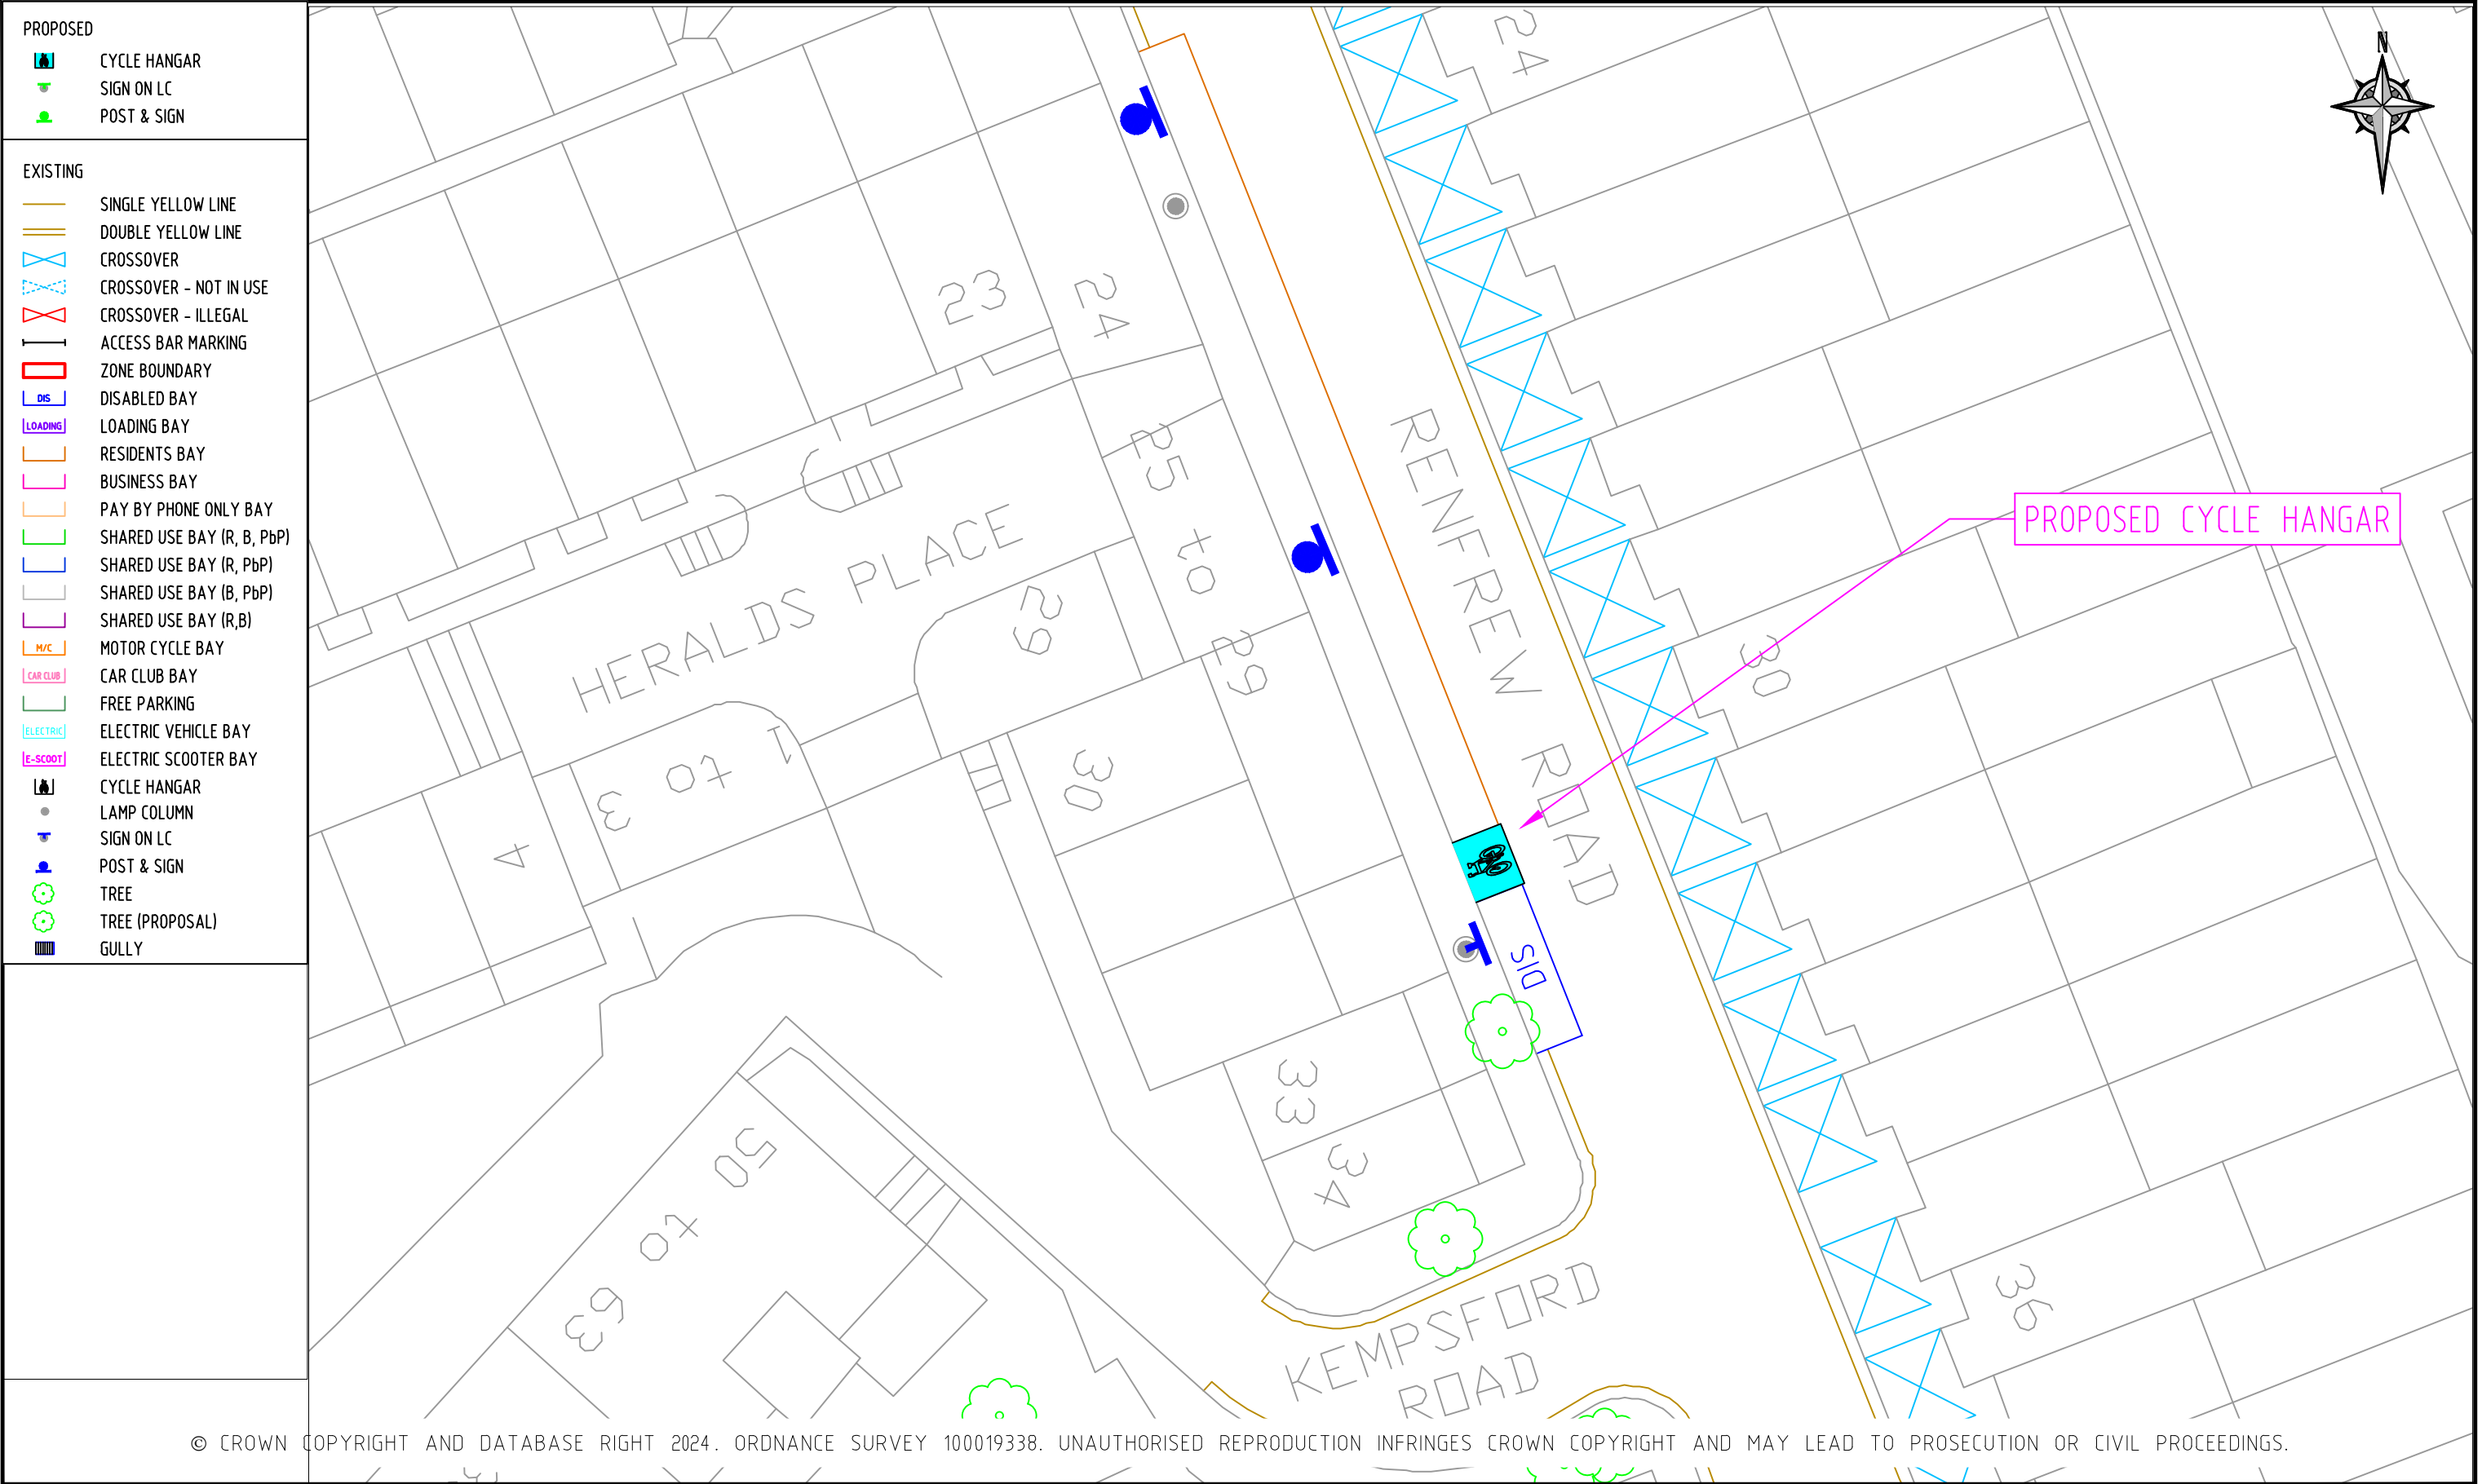 PROPOSED
CYCLE HANGAR
SIGN ON LC
POST & SIGN
EXISTING
SINGLE YELLOW LINE
DOUBLE YELLOW LINE
CROSSOVER
CROSSOVER - NOT IN USE
CROSSOVER - ILLEGAL
ACCESS BAR MARKING
ZONE BOUNDARY
DIS DISABLED BAY
LOADING LOADING BAY
RESIDENTS BAY
BUSINESS BAY
PAY BY PHONE ONLY BAY
SHARED USE BAY (R, B, PbP)
SHARED USE BAY (R, PbP)
SHARED USE BAY (B, PbP)
SHARED USE BAY (R,B)
M/C MOTOR CYCLE BAY
CAR CLUB CAR CLUB BAY
FREE PARKING
ELECTRIC ELECTRIC VEHICLE BAY
E-SCOOT ELECTRIC SCOOTER BAY
CYCLE HANGAR
LAMP COLUMN
SIGN ON LC
POST & SIGN
TREE
TREE (PROPOSAL)
GULLY
N
24
23
24
25 to 29
RENFREW ROAD
PROPOSED CYCLE HANGAR
HERALDS PLACE
1 to 3
4
30
30
DIS
33
34
50 to 63
36
KEMPSFORD
ROAD
© CROWN COPYRIGHT AND DATABASE RIGHT 2024. ORDNANCE SURVEY 100019338. UNAUTHORISED REPRODUCTION INFRINGES CROWN COPYRIGHT AND MAY LEAD TO PROSECUTION OR CIVIL PROCEEDINGS.